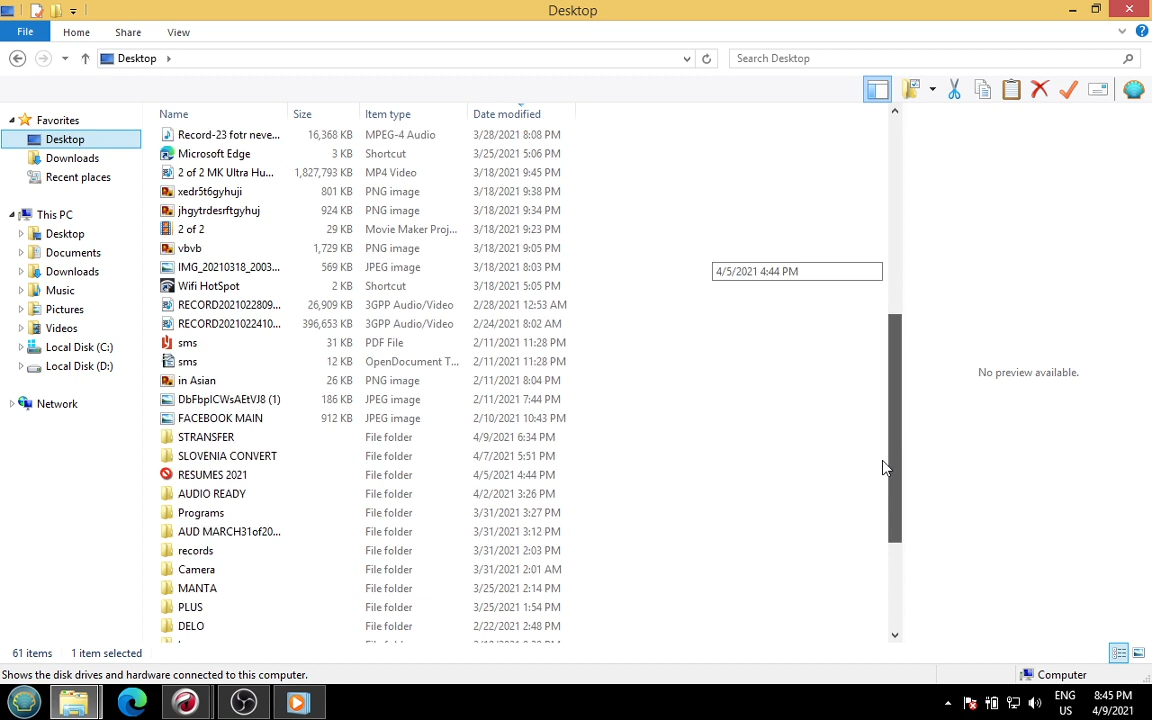 Desktop
File Home Share View
Desktop
Search Desktop
Name Size Item type Date modified
Favorites
Desktop
Downloads
Recent places
This PC
Desktop
Documents
Downloads
Music
Pictures
Videos
Local Disk (C:)
Local Disk (D:)
Network
Record-23 fotr neve... 16,368 KB MPEG-4 Audio 3/28/2021 8:08 PM
Microsoft Edge 3 KB Shortcut 3/25/2021 5:06 PM
2 of 2 MK Ultra Hu... 1,827,793 KB MP4 Video 3/18/2021 9:45 PM
xedr5t6gyhuji 801 KB PNG image 3/18/2021 9:38 PM
jhgytrdesrftgyhuj 924 KB PNG image 3/18/2021 9:34 PM
2 of 2 29 KB Movie Maker Proj... 3/18/2021 9:23 PM
vbvb 1,729 KB PNG image 3/18/2021 9:05 PM
IMG_20210318_2003... 569 KB JPEG image 3/18/2021 8:03 PM
Wifi HotSpot 2 KB Shortcut 3/18/2021 5:05 PM
RECORD2021022809... 26,909 KB 3GPP Audio/Video 2/28/2021 12:53 AM
RECORD2021022410... 396,653 KB 3GPP Audio/Video 2/24/2021 8:02 AM
sms 31 KB PDF File 2/11/2021 11:28 PM
sms 12 KB OpenDocument T... 2/11/2021 11:28 PM
in Asian 26 KB PNG image 2/11/2021 8:04 PM
DbFbpICWsAEtVJ8 (1) 186 KB JPEG image 2/11/2021 7:44 PM
FACEBOOK MAIN 912 KB JPEG image 2/10/2021 10:43 PM
STRANSFER File folder 4/9/2021 6:34 PM
SLOVENIA CONVERT File folder 4/7/2021 5:51 PM
RESUMES 2021 File folder 4/5/2021 4:44 PM
AUDIO READY File folder 4/2/2021 3:26 PM
Programs File folder 3/31/2021 3:27 PM
AUD MARCH31of20... File folder 3/31/2021 3:12 PM
records File folder 3/31/2021 2:03 PM
Camera File folder 3/31/2021 2:01 AM
MANTA File folder 3/25/2021 2:14 PM
PLUS File folder 3/25/2021 1:54 PM
DELO File folder 2/22/2021 2:48 PM
4/5/2021 4:44 PM
No preview available.
61 items 1 item selected
Shows the disk drives and hardware connected to this computer.
Computer
ENG 8:45 PM
US 4/9/2021